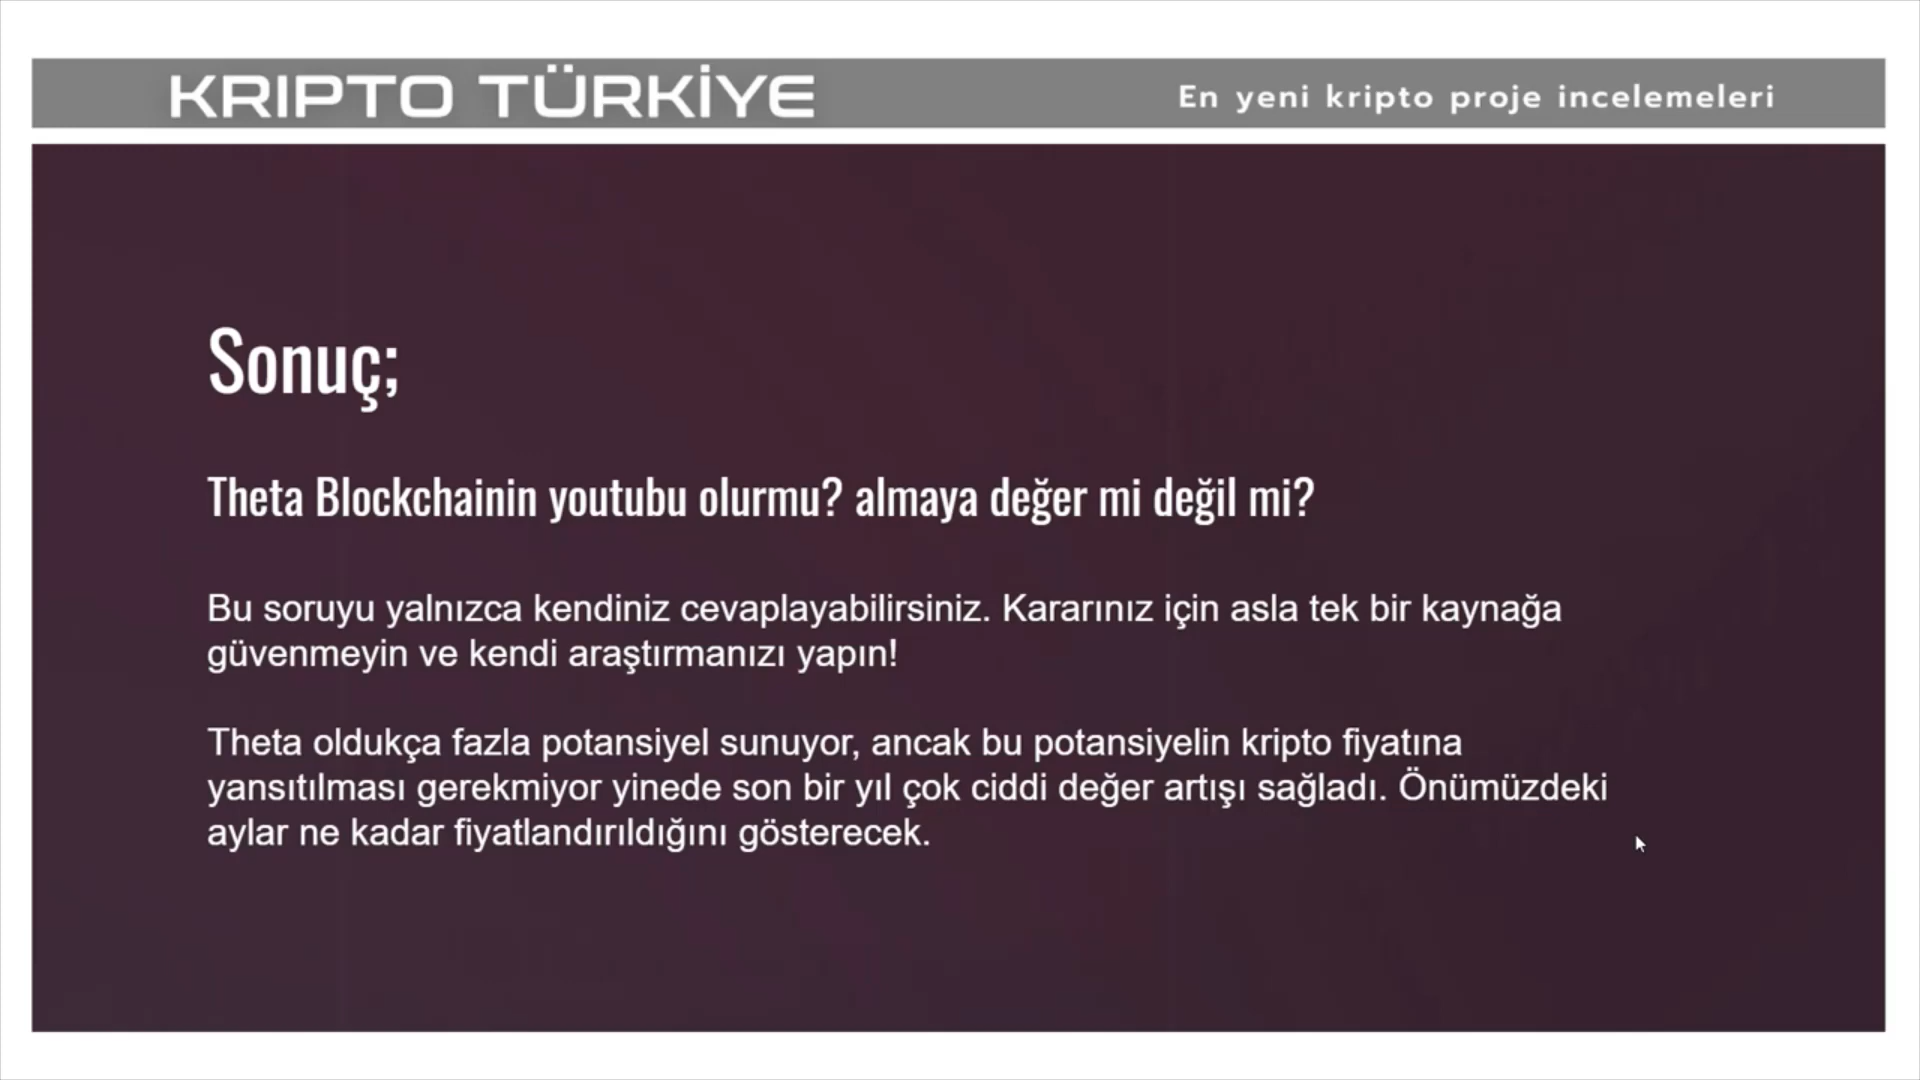 KRIPTO TÜRKİYE
En yeni kripto proje incelemeleri
Sonuç;
Theta Blockchainin youtubu olurmu? almaya değer mi değil mi?
Bu soruyu yalnızca kendiniz cevaplayabilirsiniz. Kararınız için asla tek bir kaynağa
güvenmeyin ve kendi araştırmanızı yapın!
Theta oldukça fazla potansiyel sunuyor, ancak bu potansiyelin kripto fiyatına
yansıtılması gerekmiyor yinede son bir yıl çok ciddi değer artışı sağladı. Önümüzdeki
aylar ne kadar fiyatlandırıldığını gösterecek.